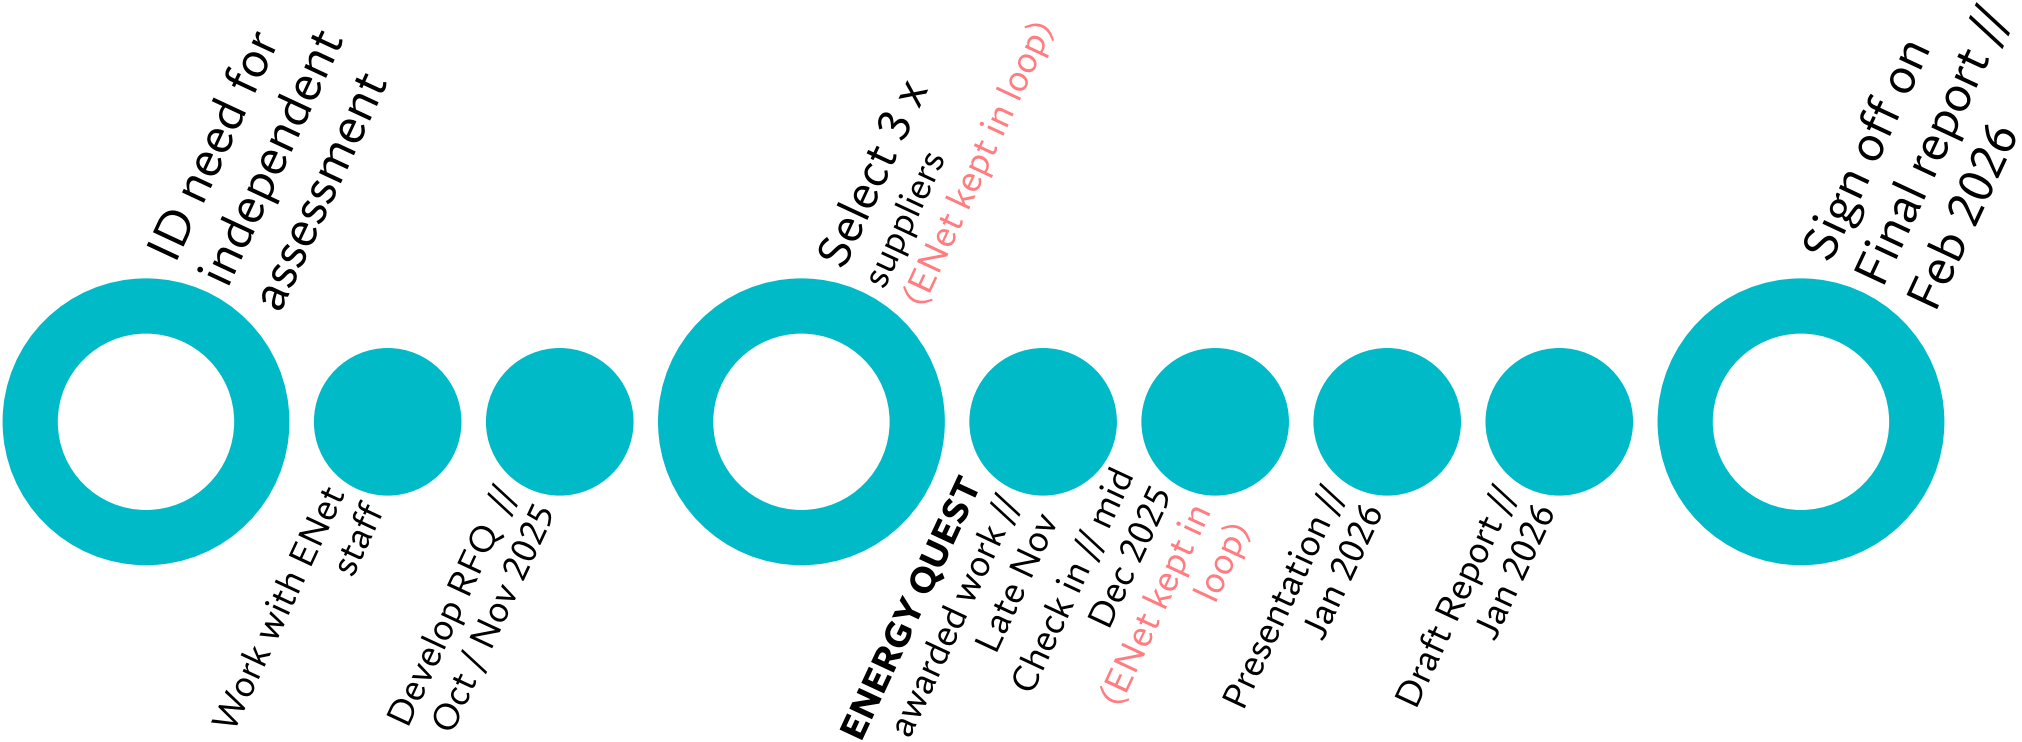 ID need for
independent
assessment
Work with ENet
staff
Develop RFQ //
Oct / Nov 2025
Select 3 x
suppliers
(ENet kept in loop)
ENERGY QUEST
awarded work //
Late Nov
Check in /// mid
Dec 2025
(ENet kept in
loop)
Presentation //
Jan 2026
Draft Report //
Jan 2026
Sign off on
Final report //
Feb 2026